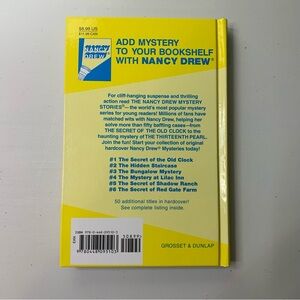 $8.99 US
NANCY
DREW
ADD MYSTERY
TO YOUR BOOKSHELF
WITH NANCY DREW®
For cliff-hanging suspense and thrilling
action read THE NANCY DREW MYSTERY
STORIES®—the world's most popular mystery
series for young readers! Millions of fans have
matched wits with Nancy Drew, helping her
solve more than fifty baffling cases—from
THE SECRET OF THE OLD CLOCK to the
haunting mystery of THE THIRTEENTH PEARL.
Join the fun! Start your collection of original
hardcover Nancy Drew® Mysteries today!
#1 The Secret of the Old Clock
#2 The Hidden Staircase
#3 The Bungalow Mystery
#4 The Mystery at Lilac Inn
#5 The Secret of Shadow Ranch
#6 The Secret of Red Gate Farm
50 additional titles in hardcover!
See complete listing inside.
GROSSET & DUNLAP